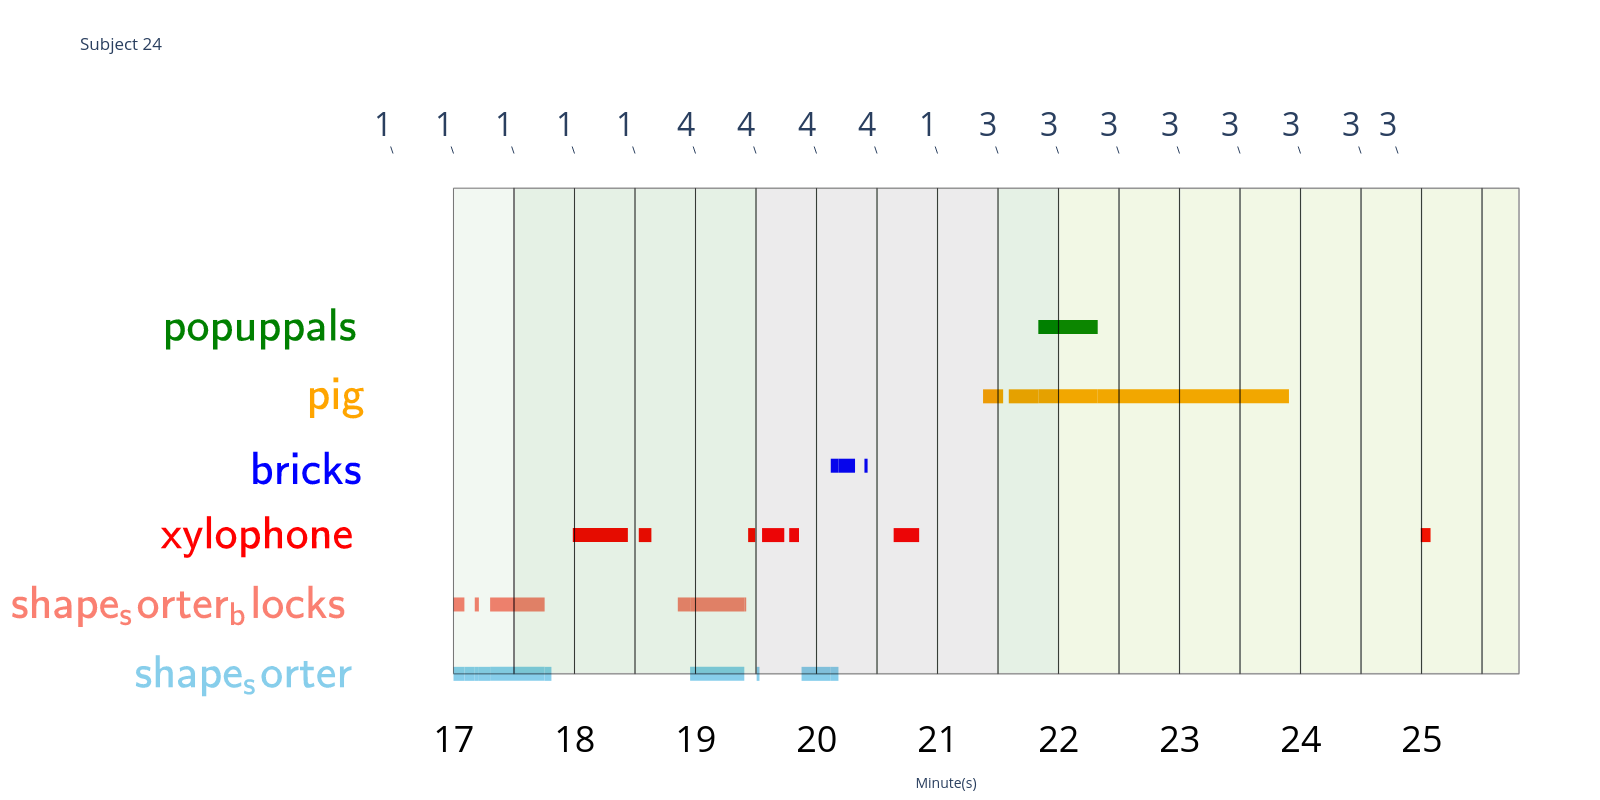 Subject 24
1 1 1 1 1 4 4 4 4 1 3 3 3 3 3 3 3 3
popuppals
pig
bricks
xylophone
shapesorterblocks
shapesorter
17 18 19 20 21 22 23 24 25
Minute(s)